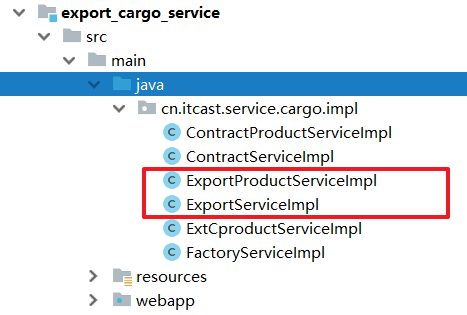 export_cargo_service
src
main
java
cn.itcast.service.cargo.impl
ContractProductServiceImpl
ContractServiceImpl
ExportProductServiceImpl
ExportServiceImpl
ExtCproductServiceImpl
FactoryServiceImpl
resources
webapp